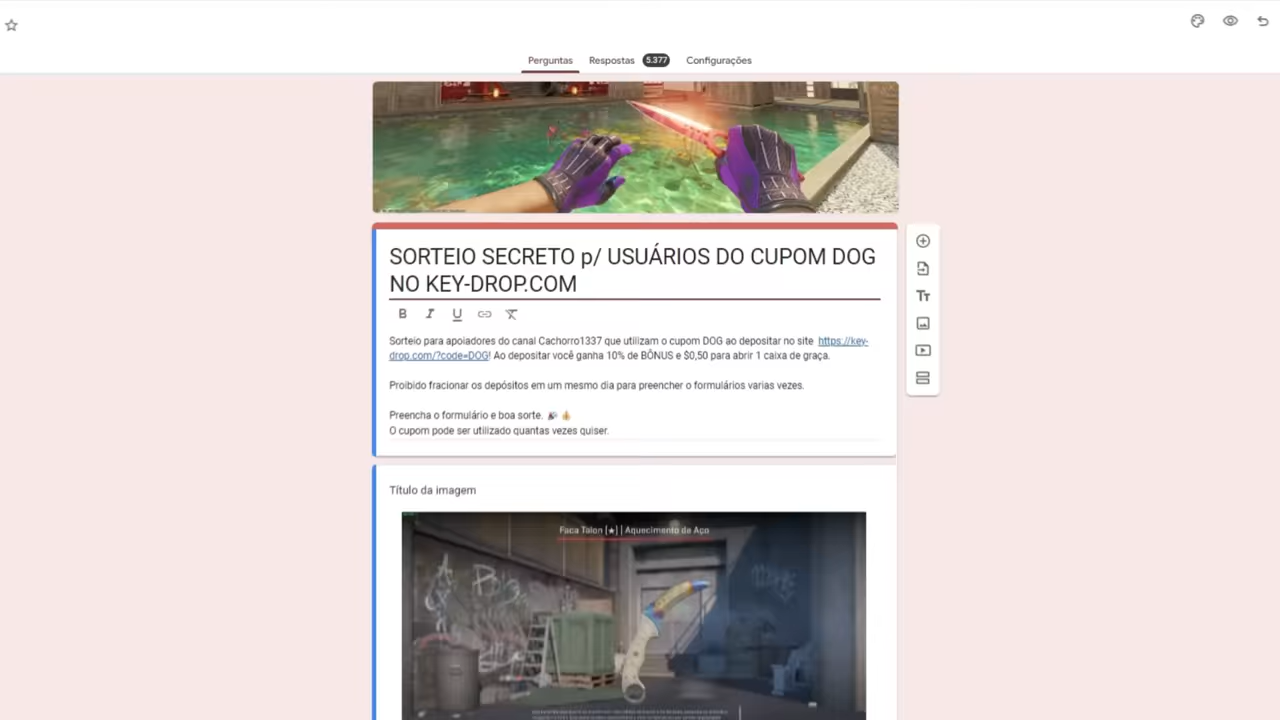 Perguntas Respostas 5.377 Configurações
SORTEIO SECRETO p/ USUÁRIOS DO CUPOM DOG
NO KEY-DROP.COM
B I U
Tт
Sorteio para apoiadores do canal Cachorro1337 que utilizam o cupom DOG ao depositar no site https://key-
drop.com/?code=DOG! Ao depositar você ganha 10% de BÔNUS e $0,50 para abrir 1 caixa de graça.
Proibido fracionar os depósitos em um mesmo dia para preencher o formulários varias vezes.
Preencha o formulário e boa sorte. 🎉 👍
O cupom pode ser utilizado quantas vezes quiser.
Título da imagem
Faca Talon [★] | Aquecimento de Aço